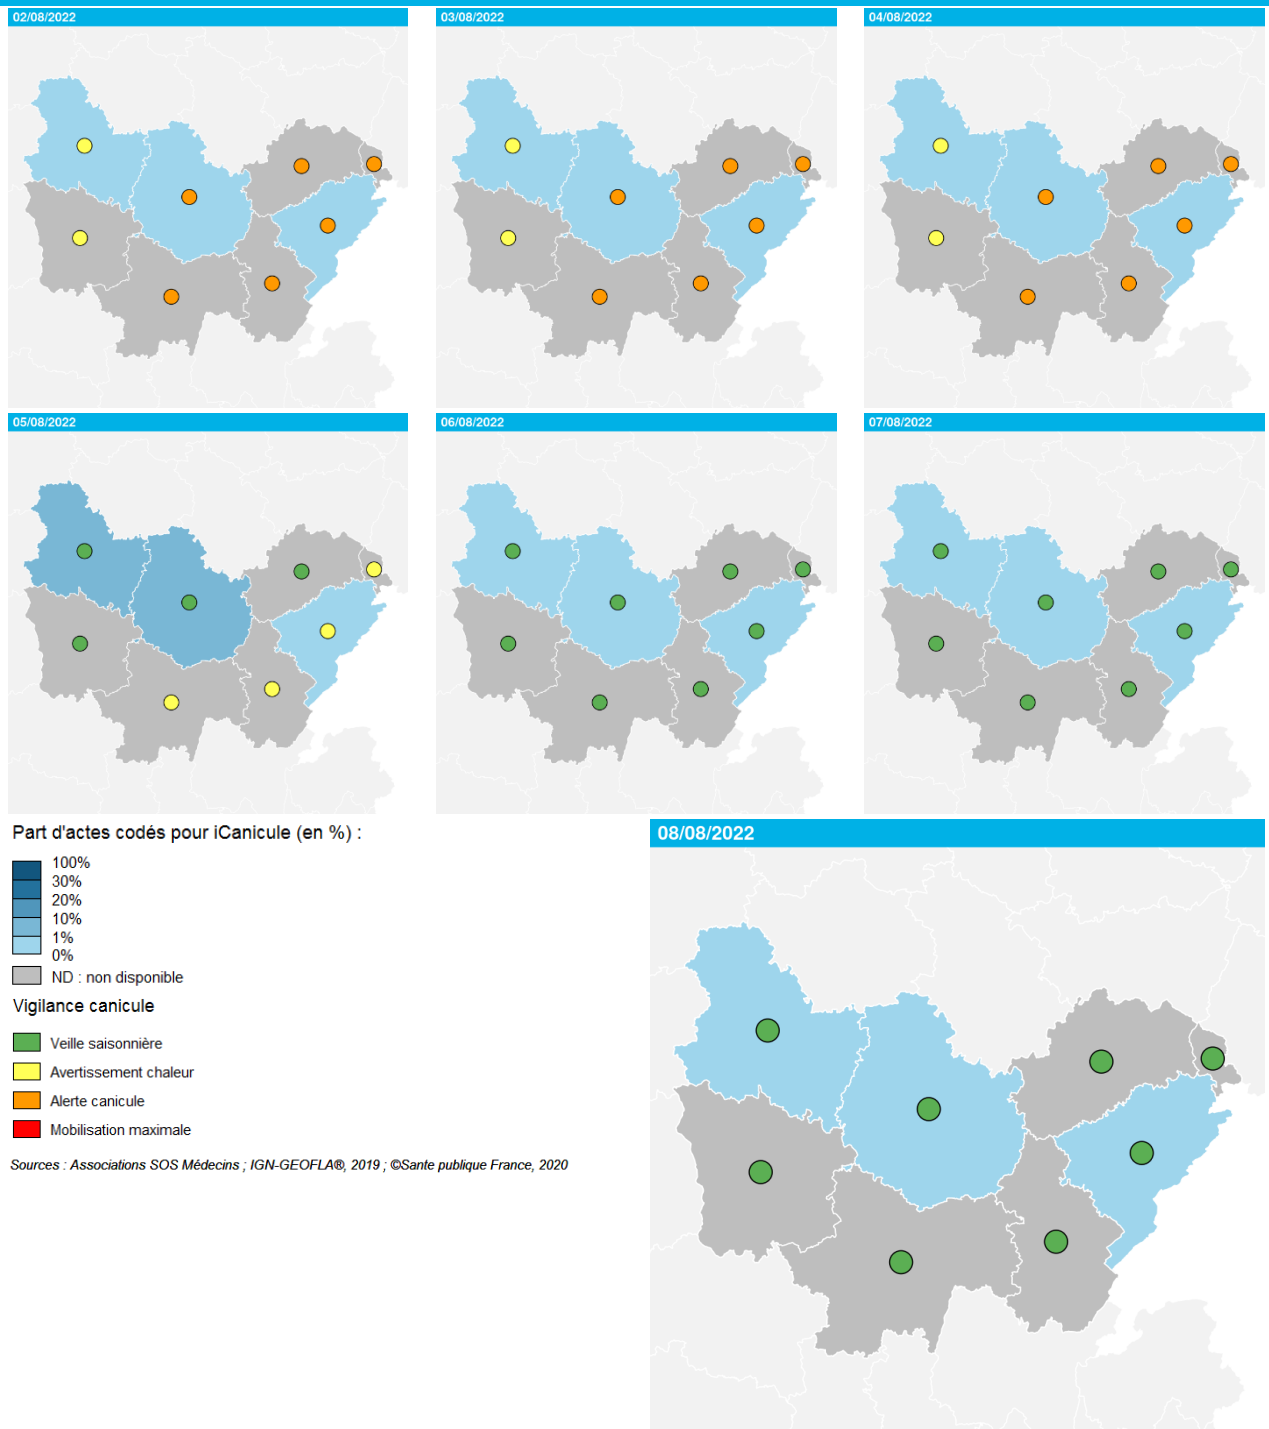 02/08/2022
03/08/2022
04/08/2022
05/08/2022
06/08/2022
07/08/2022
Part d'actes codés pour iCanicule (en %) :
100%
30%
20%
10%
1%
0%
ND : non disponible
Vigilance canicule
Veille saisonnière
Avertissement chaleur
Alerte canicule
Mobilisation maximale
Sources : Associations SOS Médecins ; IGN-GEOFLA®, 2019 ; ©Sante publique France, 2020
08/08/2022